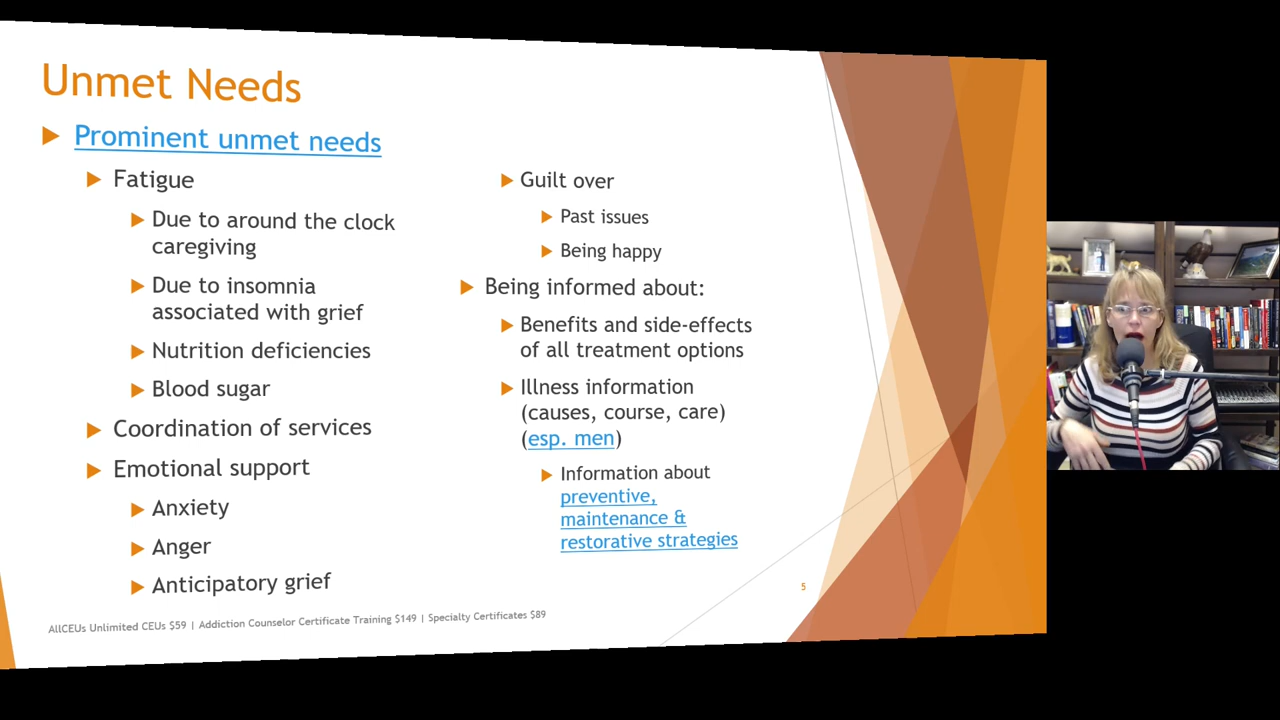 Unmet Needs
Prominent unmet needs
Fatigue
Due to around the clock
caregiving
Due to insomnia
associated with grief
Nutrition deficiencies
Blood sugar
Coordination of services
Emotional support
Anxiety
Anger
Anticipatory grief
Guilt over
Past issues
Being happy
Being informed about:
Benefits and side-effects
of all treatment options
Illness information
(causes, course, care)
(esp. men)
Information about
preventive,
maintenance &
restorative strategies
5
AllCEUs Unlimited CEUs $59 | Addiction Counselor Certificate Training $149 | Specialty Certificates $89